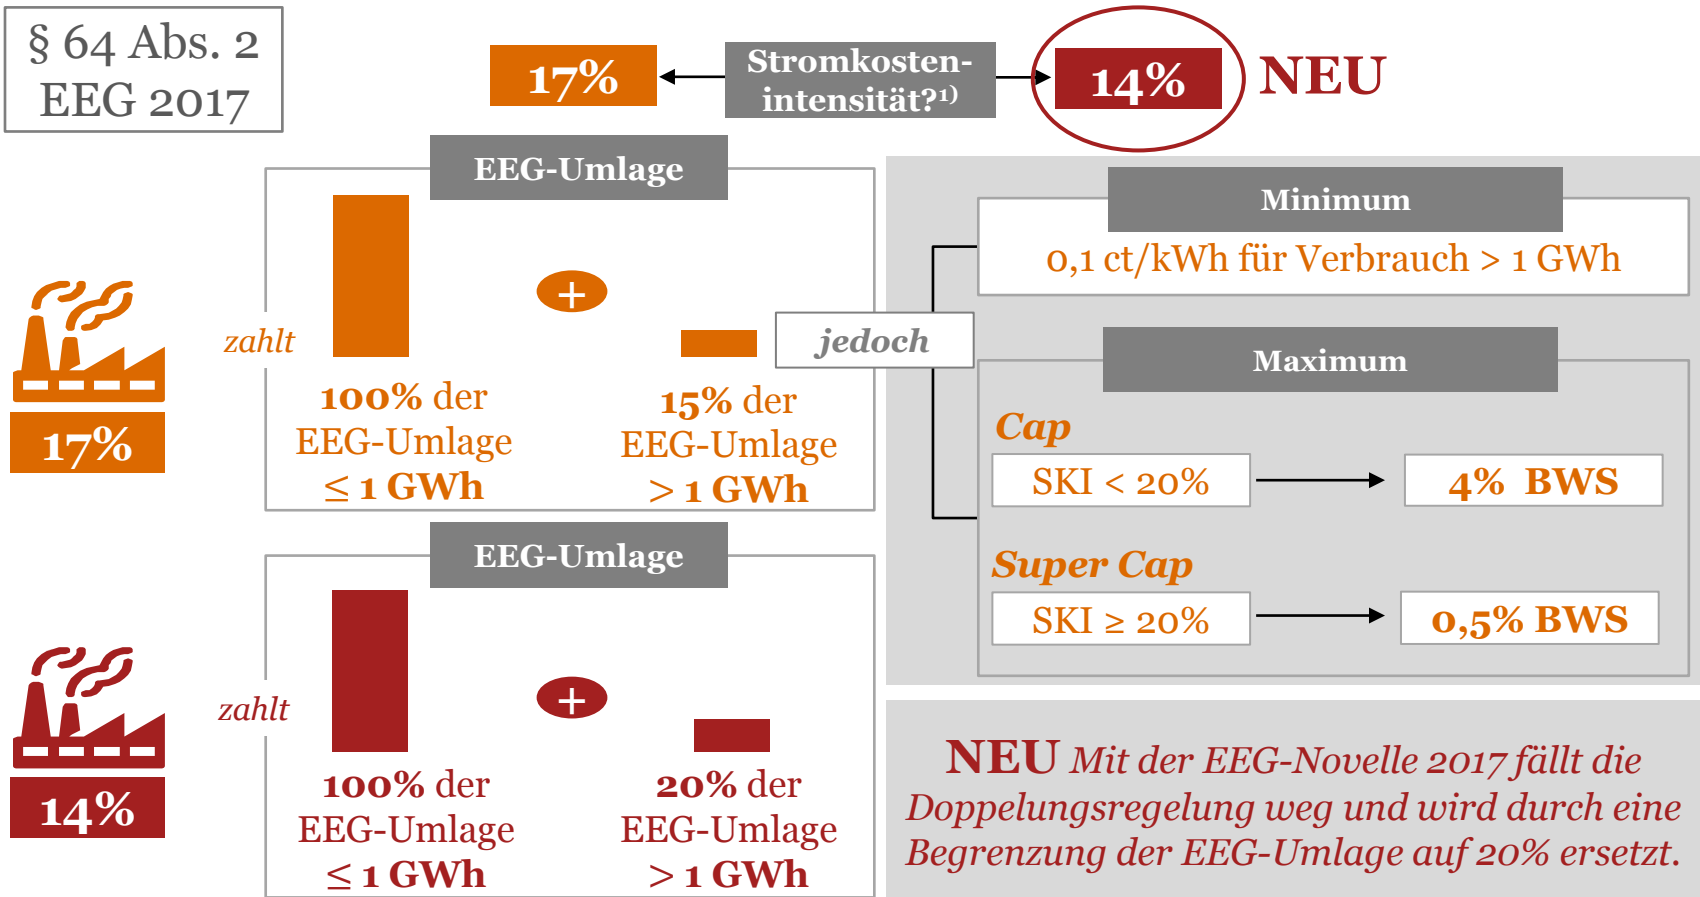 § 64 Abs. 2
EEG 2017
17%
Stromkosten-
intensität?1)
14%
NEU
EEG-Umlage
zahlt
+
100% der
EEG-Umlage
≤ 1 GWh
15% der
EEG-Umlage
> 1 GWh
17%
jedoch
Minimum
0,1 ct/kWh für Verbrauch > 1 GWh
Maximum
Cap
SKI < 20%
4% BWS
Super Cap
SKI ≥ 20%
0,5% BWS
EEG-Umlage
zahlt
+
100% der
EEG-Umlage
≤ 1 GWh
20% der
EEG-Umlage
> 1 GWh
14%
NEU Mit der EEG-Novelle 2017 fällt die
Doppelungsregelung weg und wird durch eine
Begrenzung der EEG-Umlage auf 20% ersetzt.